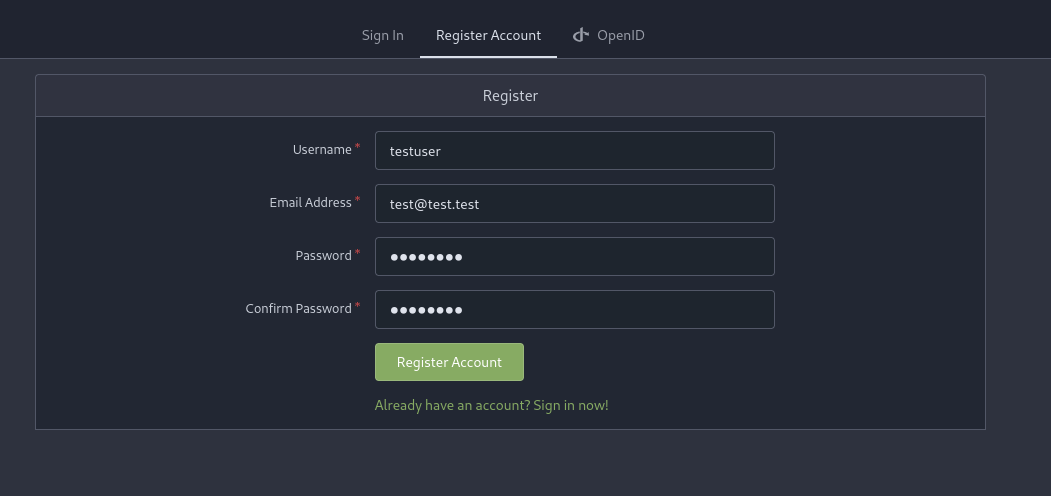 Sign In Register Account OpenID
Register
Username *
testuser
Email Address *
test@test.test
Password *
●●●●●●●●
Confirm Password *
●●●●●●●●
Register Account
Already have an account? Sign in now!